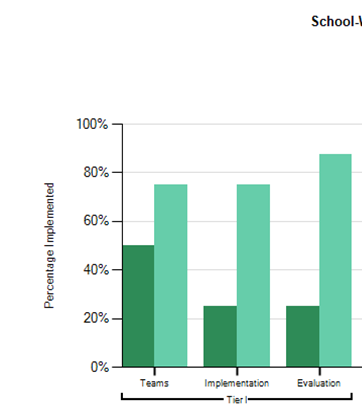 School-
100%
80%
60%
40%
20%
0%
Percentage Implemented
Teams Implementation Evaluation
Tier I